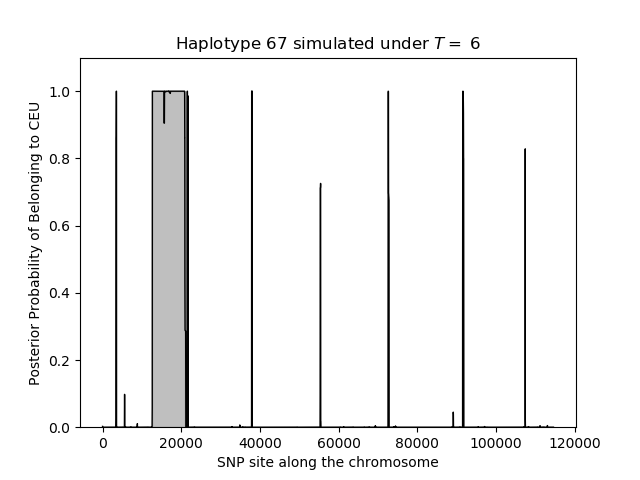 Haplotype 67 simulated under T = 6
Posterior Probability of Belonging to CEU
1.0
0.8
0.6
0.4
0.2
0.0
0 20000 40000 60000 80000 100000 120000
SNP site along the chromosome